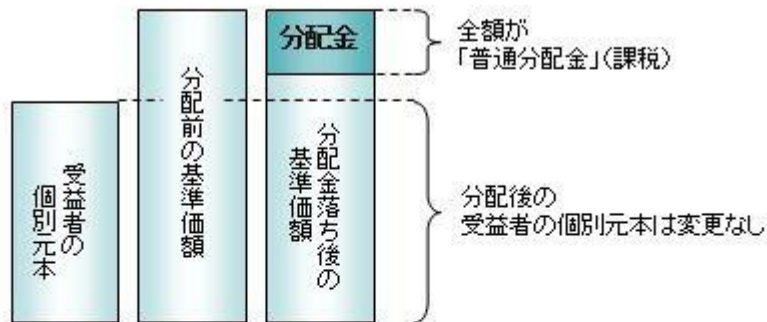 受益者の
個別元本
分配前の基準価額
分配金
分配金落ち後の
基準価額
全額が
「普通分配金」(課税)
分配後の
受益者の個別元本は変更なし